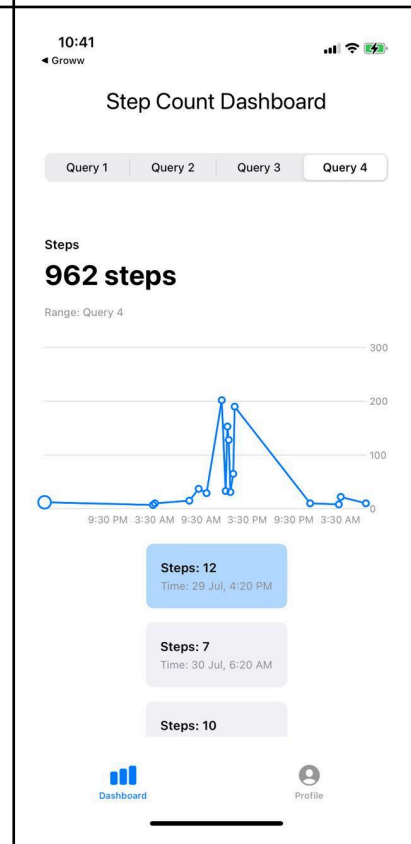 10:41
◀ Groww
Step Count Dashboard
Query 1 Query 2 Query 3 Query 4
Steps
962 steps
Range: Query 4
300
200
100
0
9:30 PM 3:30 AM 9:30 AM 3:30 PM 9:30 PM 3:30 AM
Steps: 12
Time: 29 Jul, 4:20 PM
Steps: 7
Time: 30 Jul, 6:20 AM
Steps: 10
Dashboard Profile